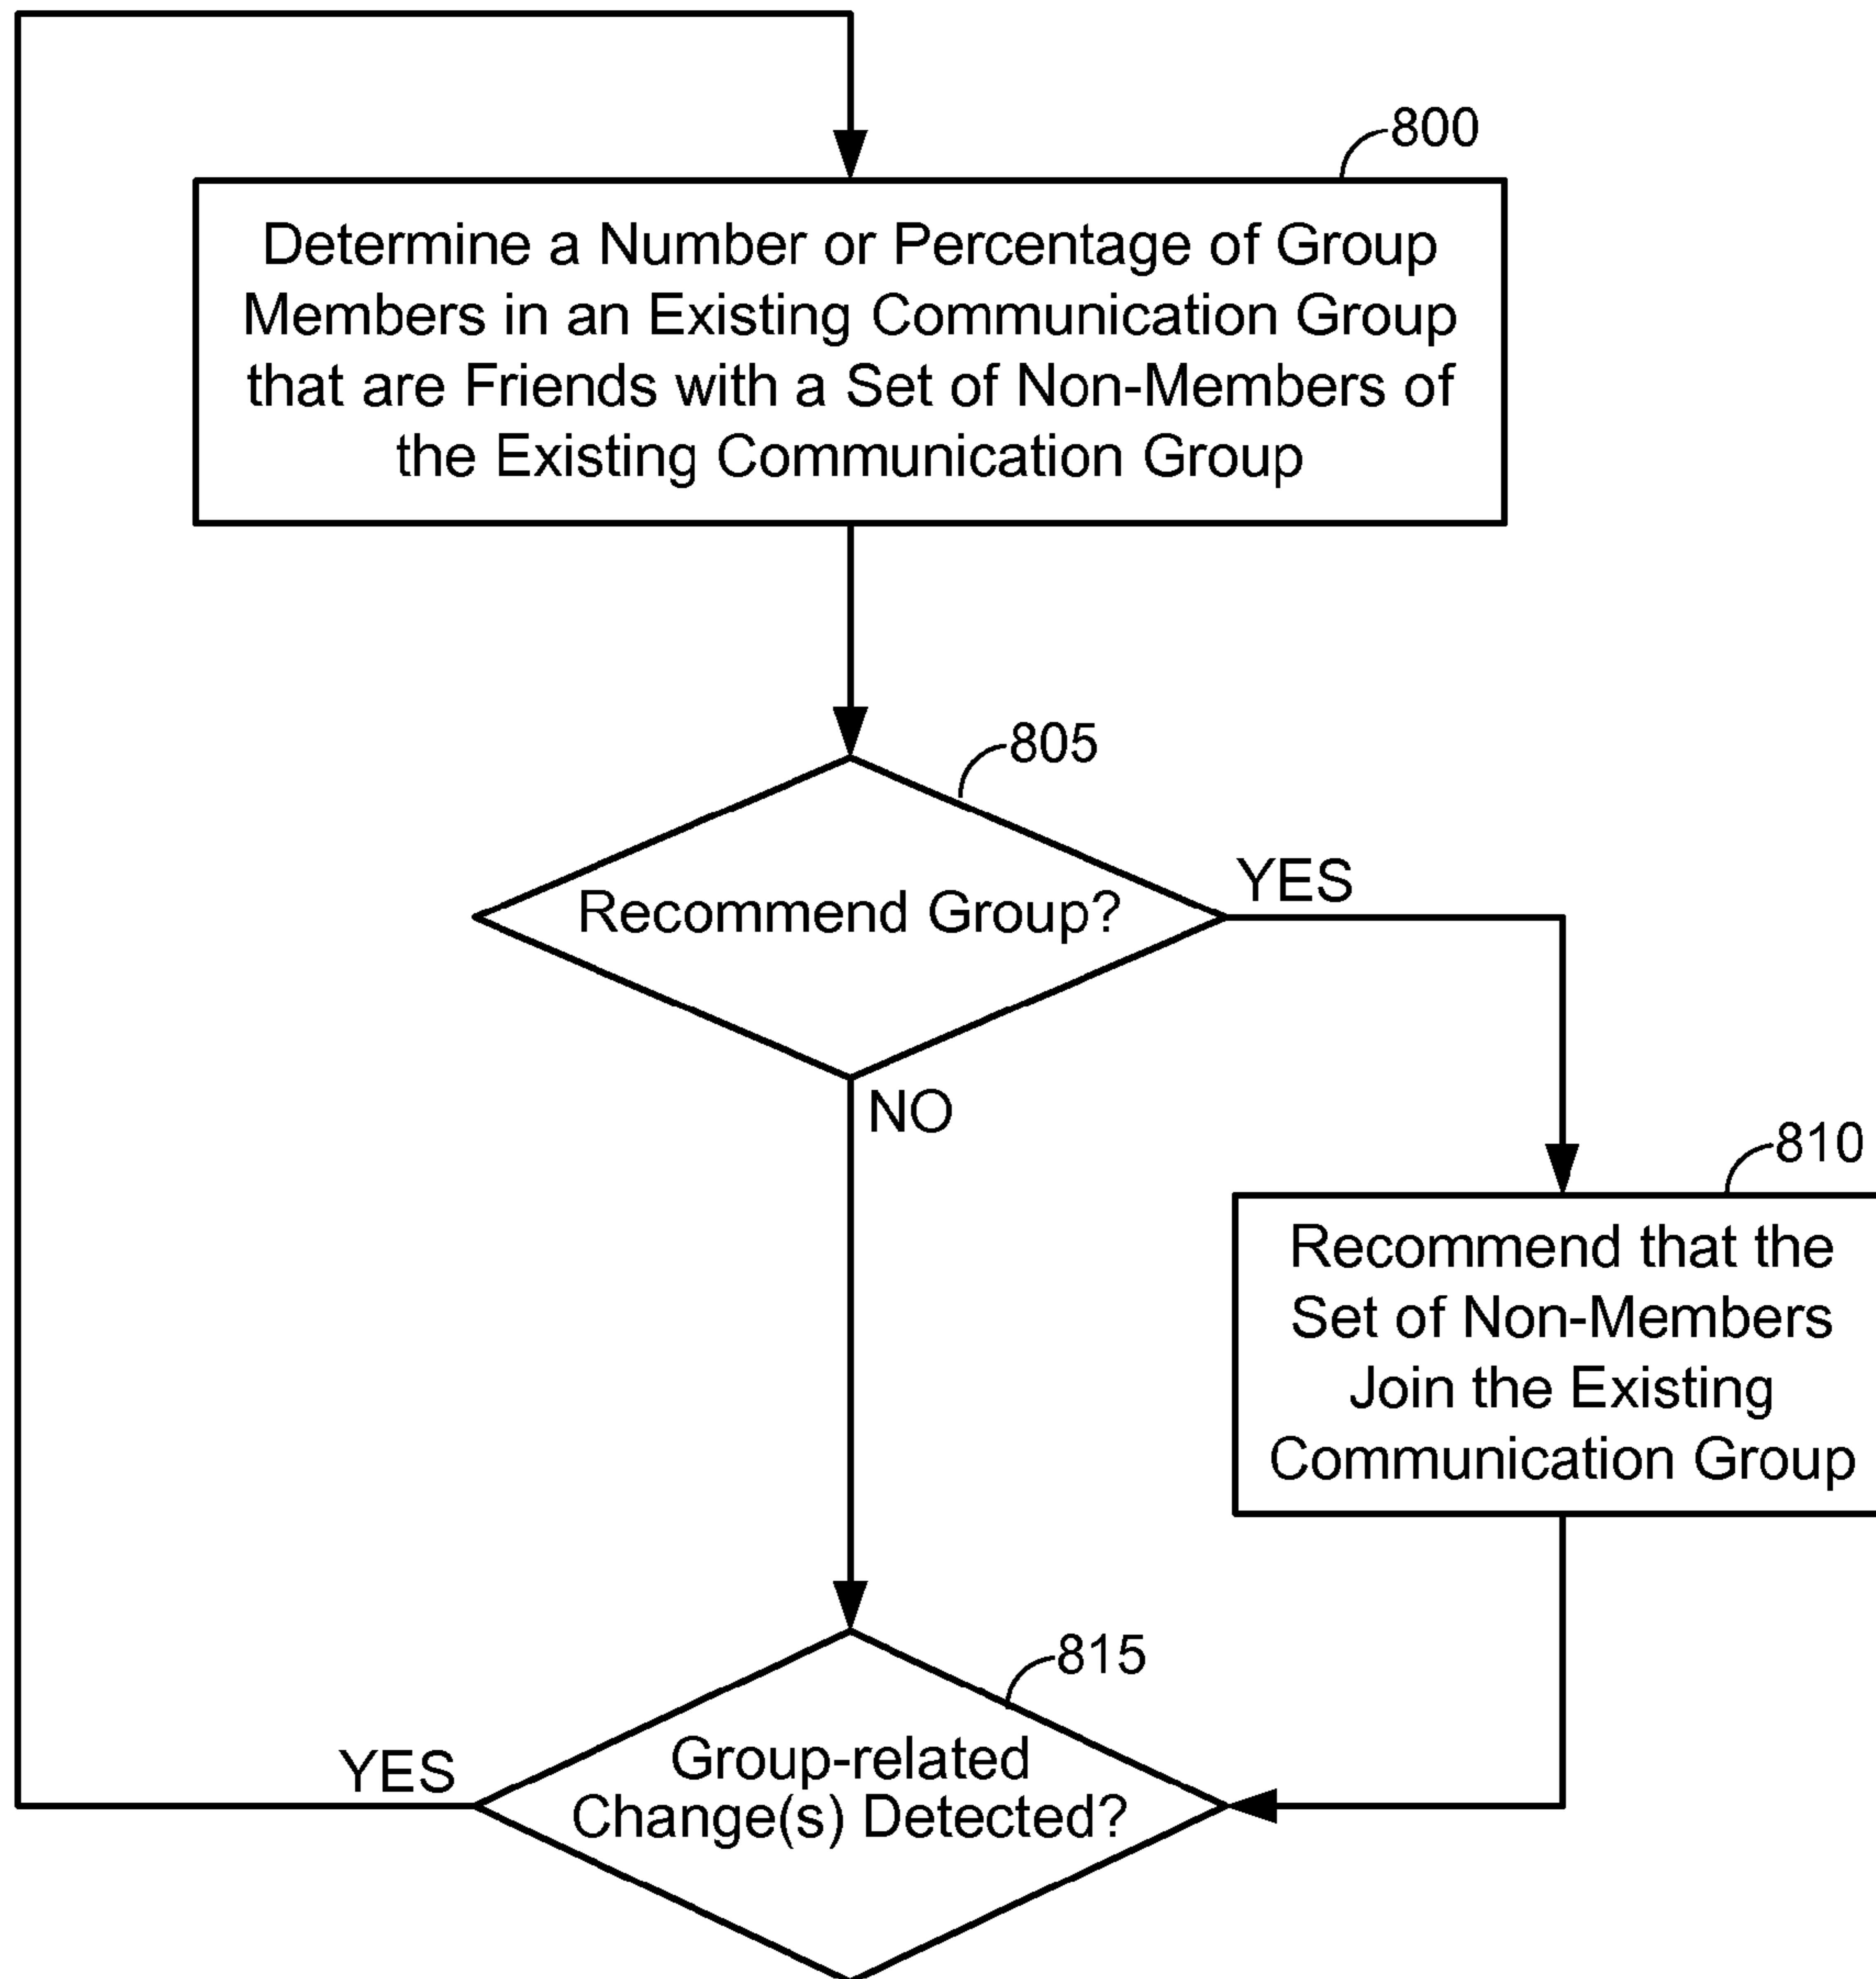 800
Determine a Number or Percentage of Group
Members in an Existing Communication Group
that are Friends with a Set of Non-Members of
the Existing Communication Group
805
Recommend Group?
YES
NO
810
Recommend that the
Set of Non-Members
Join the Existing
Communication Group
815
Group-related
Change(s) Detected?
YES